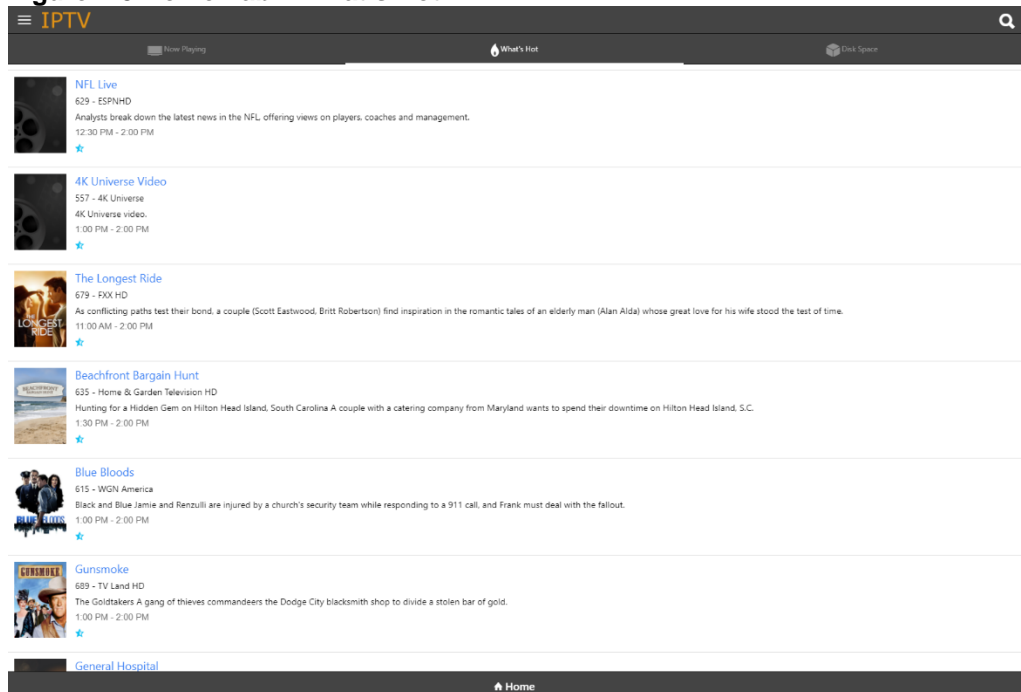 IPTV
Now Playing
What's Hot
Disk Space
NFL Live
629 - ESPNHD
Analysts break down the latest news in the NFL, offering views on players, coaches and management.
12:30 PM - 2:00 PM
4K Universe Video
557 - 4K Universe
4K Universe video.
1:00 PM - 2:00 PM
THE LONGEST RIDE
The Longest Ride
679 - FXX HD
As conflicting paths test their bond, a couple (Scott Eastwood, Britt Robertson) find inspiration in the romantic tales of an elderly man (Alan Alda) whose great love for his wife stood the test of time.
11:00 AM - 2:00 PM
BEACHFRONT
BARGAIN HUNT
Beachfront Bargain Hunt
635 - Home & Garden Television HD
Hunting for a Hidden Gem on Hilton Head Island, South Carolina A couple with a catering company from Maryland wants to spend their downtime on Hilton Head Island, S.C.
1:30 PM - 2:00 PM
BLUE BLOODS
Blue Bloods
615 - WGN America
Black and Blue Jamie and Renzulli are injured by a church's security team while responding to a 911 call, and Frank must deal with the fallout.
1:00 PM - 2:00 PM
GUNSMOKE
Gunsmoke
689 - TV Land HD
The Goldtakers A gang of thieves commandeers the Dodge City blacksmith shop to divide a stolen bar of gold.
1:00 PM - 2:00 PM
General Hospital
Home